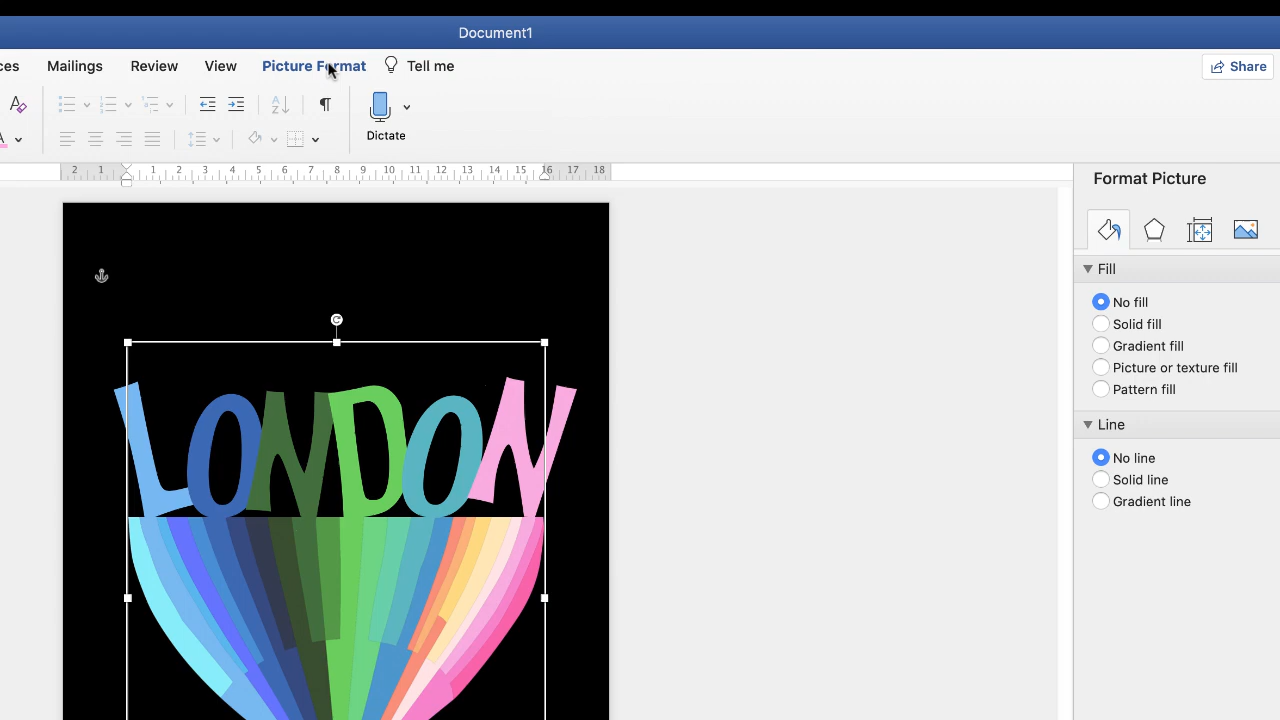 Document1
ces Mailings Review View Picture Format Tell me Share
A
A Z
Dictate
2 1 1 2 3 4 5 6 7 8 9 10 11 12 13 14 15 16 17 18
Format Picture
Fill
No fill
Solid fill
Gradient fill
Picture or texture fill
Pattern fill
Line
No line
Solid line
Gradient line
LONDON